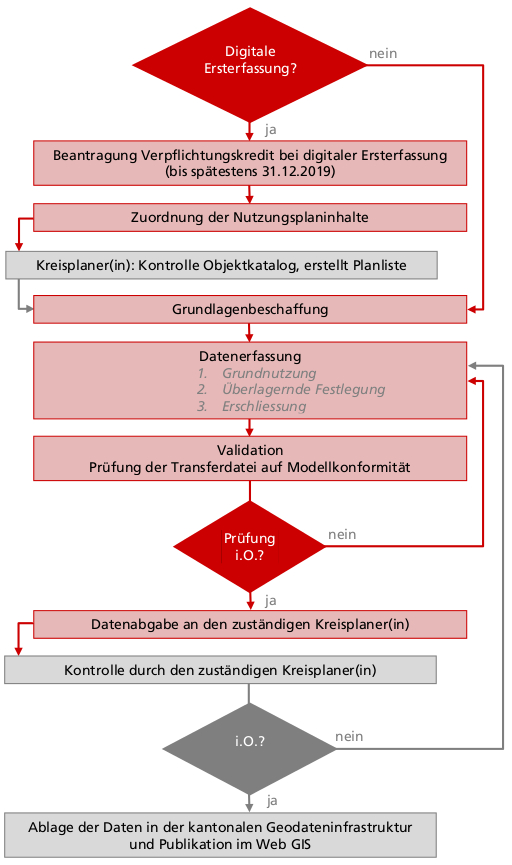 Digitale
Ersterfassung?
nein
ja
Beantragung Verpflichtungskredit bei digitaler Ersterfassung
(bis spätestens 31.12.2019)
Zuordnung der Nutzungsplaninhalte
Kreisplaner(in): Kontrolle Objektkatalog, erstellt Planliste
Grundlagenbeschaffung
Datenerfassung
1. Grundnutzung
2. Überlagernde Festlegung
3. Erschliessung
Validation
Prüfung der Transferdatei auf Modellkonformität
Prüfung
i.O.?
nein
ja
Datenabgabe an den zuständigen Kreisplaner(in)
Kontrolle durch den zuständigen Kreisplaner(in)
i.O.?
nein
ja
Ablage der Daten in der kantonalen Geodateninfrastruktur
und Publikation im Web GIS